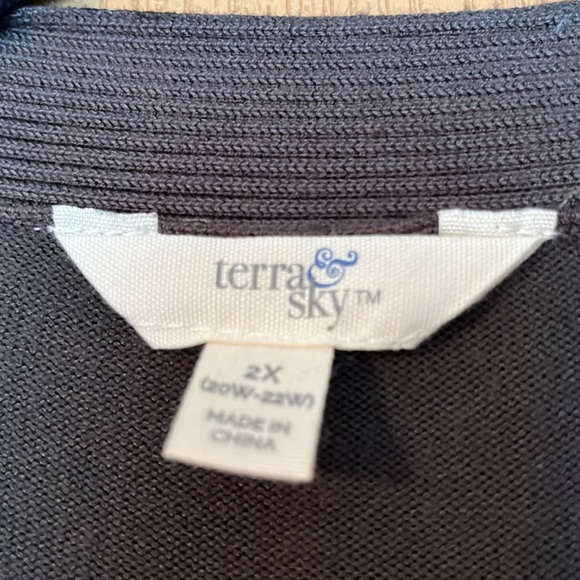 terra &
sky™
2X
(20W-22W)
MADE IN
CHINA